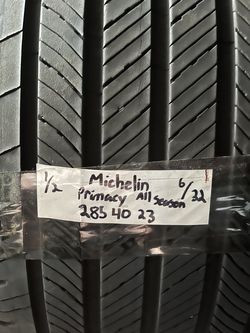 1/2 Michelin 6/32
Primacy All Season
285 40 23